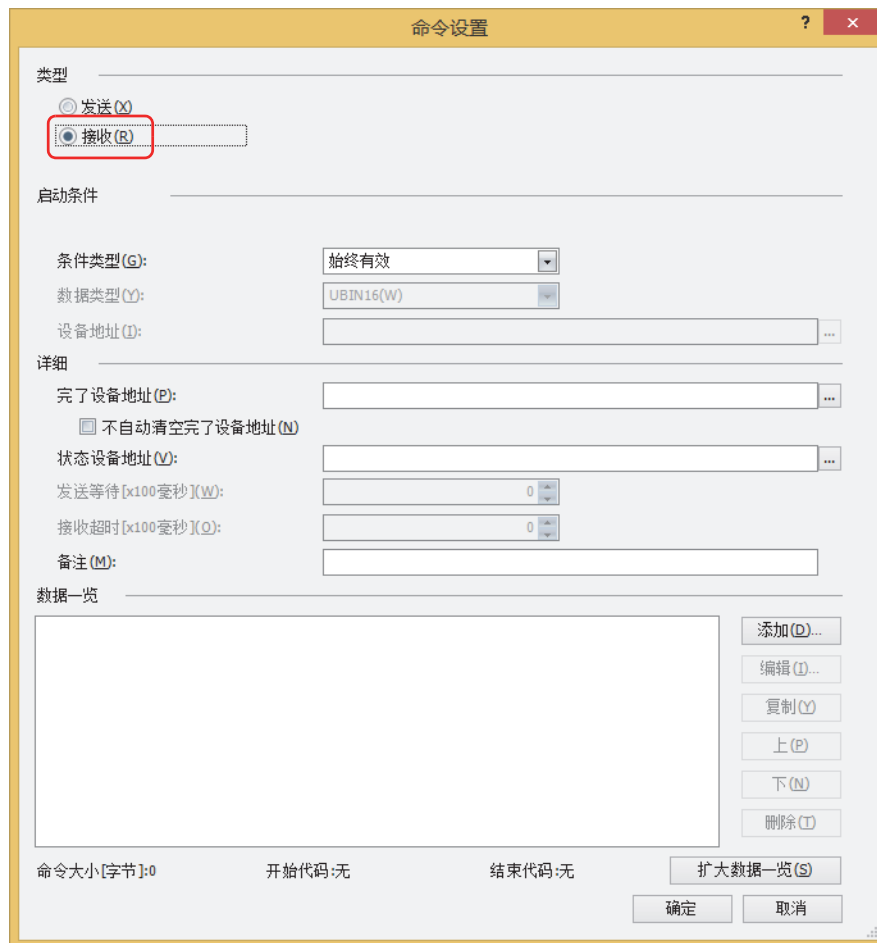 命令设置
?
×
类型
发送(X)
接收(R)
启动条件
条件类型(G): 始终有效
数据类型(Y): UBIN16(W)
设备地址(I): ...
详细
完了设备地址(P): ...
不自动清空完了设备地址(N)
状态设备地址(V): ...
发送等待[x100毫秒](W): 0
接收超时[x100毫秒](O): 0
备注(M):
数据一览
添加(D)...
编辑(I)...
复制(Y)
上(P)
下(N)
删除(T)
命令大小[字节]:0 开始代码:无 结束代码:无 扩大数据一览(S)
确定 取消